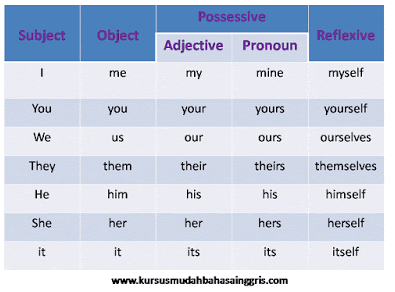 Possessive
Subject Object Adjective Pronoun Reflexive
I me my mine myself
You you your yours yourself
We us our ours ourselves
They them their theirs themselves
He him his his himself
She her her hers herself
it it its its itself
www.kursusmudahbahasainggris.com